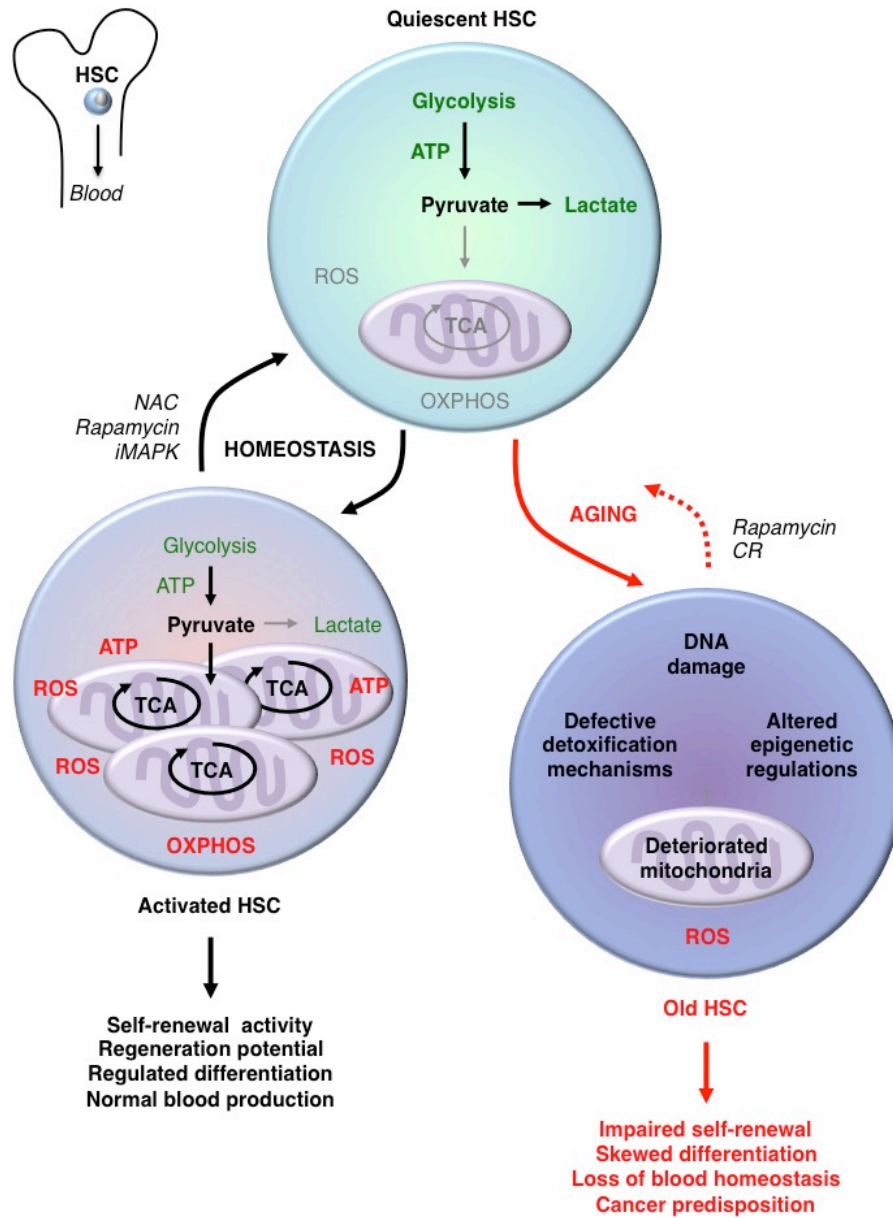 Quiescent HSC
HSC
Blood
Glycolysis
ATP
Pyruvate
Lactate
ROS
TCA
OXPHOS
NAC
Rapamycin
iMAPK
HOMEOSTASIS
AGING
Rapamycin
CR
Glycolysis
ATP
Pyruvate
Lactate
ATP
ROS
TCA
TCA
ATP
ROS
TCA
ROS
OXPHOS
Activated HSC
Self-renewal activity
Regeneration potential
Regulated differentiation
Normal blood production
DNA
damage
Defective
detoxification
mechanisms
Altered
epigenetic
regulations
Deteriorated
mitochondria
ROS
Old HSC
Impaired self-renewal
Skewed differentiation
Loss of blood homeostasis
Cancer predisposition